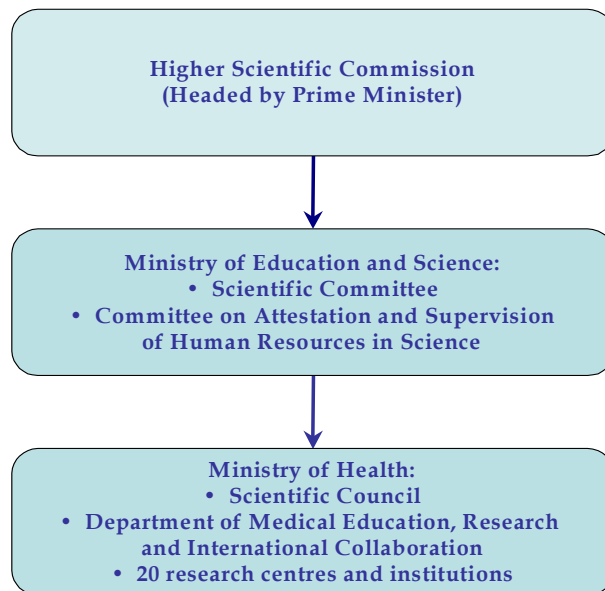 Higher Scientific Commission
(Headed by Prime Minister)
Ministry of Education and Science:
• Scientific Committee
• Committee on Attestation and Supervision
of Human Resources in Science
Ministry of Health:
• Scientific Council
• Department of Medical Education, Research
and International Collaboration
• 20 research centres and institutions